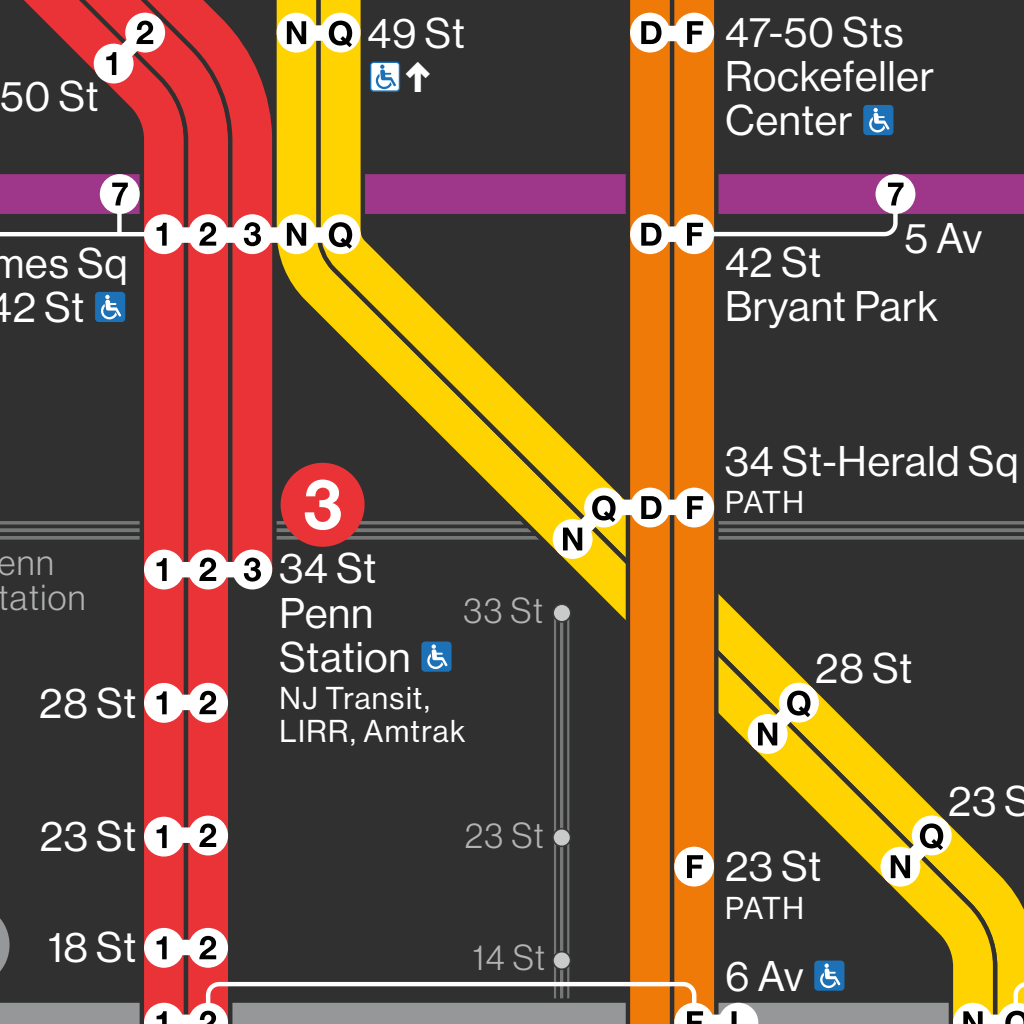 2
1
50 St
N Q 49 St
D F 47-50 Sts
Rockefeller
Center
7
7
1 2 3 N Q
D F
5 Av
mes Sq
42 St
42 St
Bryant Park
34 St-Herald Sq
PATH
Q D F
N
3
enn
tation
1 2 3 34 St
Penn
Station
NJ Transit,
LIRR, Amtrak
33 St
28 St
Q
N
28 St 1 2
23 S
Q
N
23 St 1 2
23 St
F 23 St
PATH
18 St 1 2
14 St
6 Av
1 2
F L
N Q